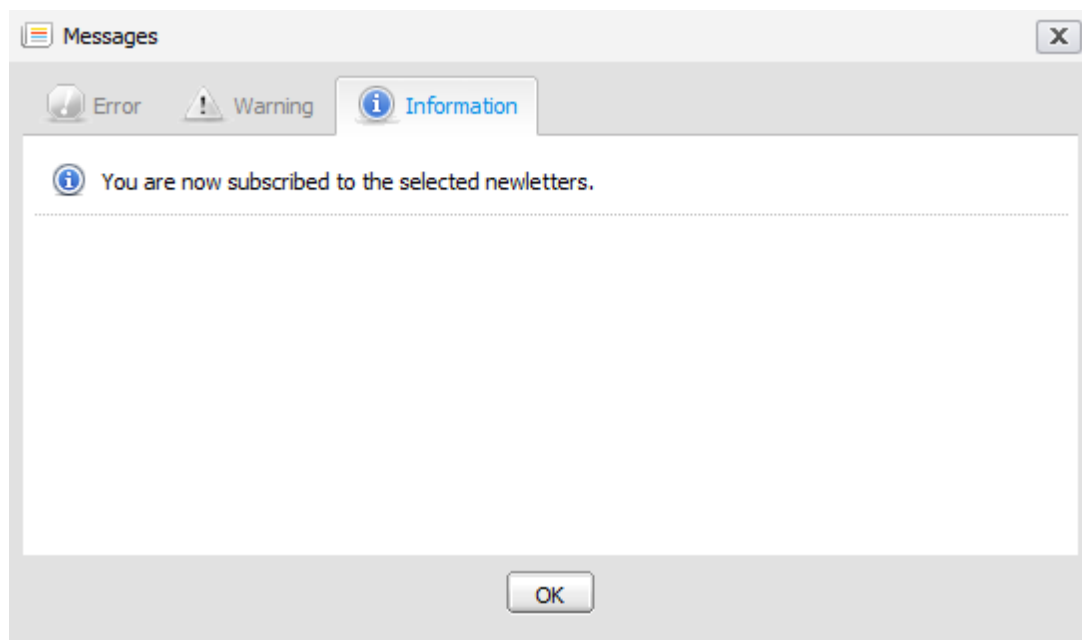 Messages
X
Error Warning Information
You are now subscribed to the selected newletters.
OK